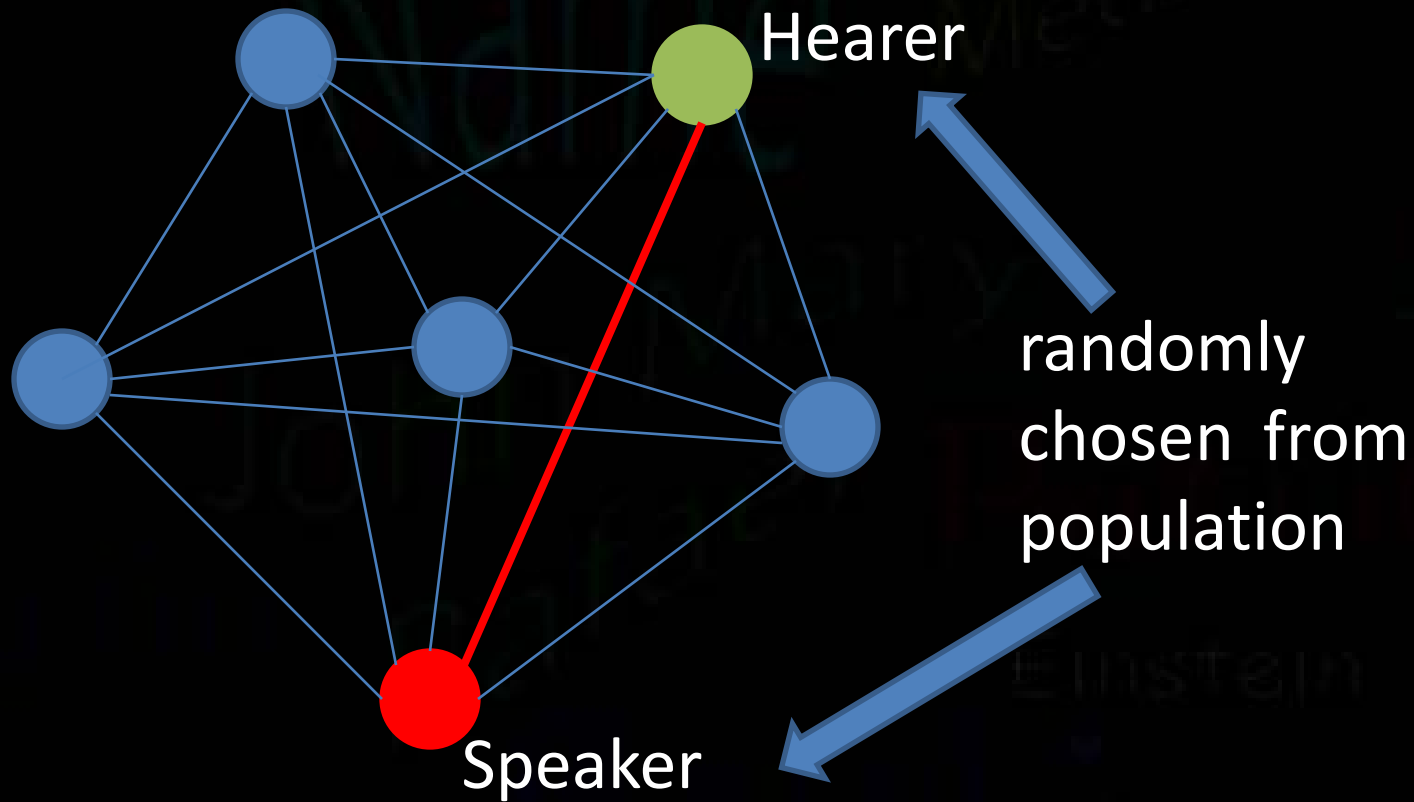 Hearer
randomly
chosen from
population
Speaker